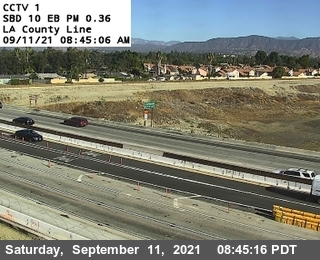 CCTV 1
SBD 10 EB PM 0.36
LA County Line
09/11/21 08:45:06 AM
Saturday, September 11, 2021 08:45:16 PDT